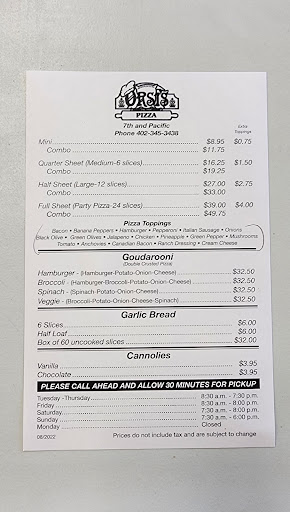 ORSI'S
PIZZA
7th and Pacific
Phone 402-345-3438
Extra Toppings
Mini $8.95 $0.75
Combo $11.75
Quarter Sheet (Medium-6 slices) $16.25 $1.50
Combo $19.25
Half Sheet (Large-12 slices) $27.00 $2.75
Combo $33.00
Full Sheet (Party Pizza-24 slices) $39.00 $4.00
Combo $49.75
Pizza Toppings
Bacon • Banana Peppers • Hamburger • Pepperoni • Italian Sausage • Onions
Black Olive • Green Olives • Jalapeno • Chicken • Pineapple • Green Pepper • Mushrooms
Tomato • Anchovies • Canadian Bacon • Ranch Dressing • Cream Cheese
Goudarooni
(Double Crusted Pizza)
Hamburger - (Hamburger-Potato-Onion-Cheese) $32.50
Broccoli - (Hamburger-Broccoli-Potato-Onion-Cheese) $32.50
Spinach - (Spinach-Potato-Onion-Cheese) $32.50
Veggie - (Broccoli-Potato-Onion-Cheese-Spinach) $32.50
Garlic Bread
6 Slices $6.00
Half Loaf $6.00
Box of 60 uncooked slices $32.00
Cannolies
Vanilla $3.95
Chocolate $3.95
PLEASE CALL AHEAD AND ALLOW 30 MINUTES FOR PICKUP
Tuesday -Thursday 8:30 a.m. - 7:30 p.m.
Friday 8:30 a.m. - 8:00 p.m.
Saturday 7:30 a.m. - 8:00 p.m.
Sunday 7:30 a.m. - 6:00 p.m.
Monday Closed
08/2022 Prices do not include tax and are subject to change